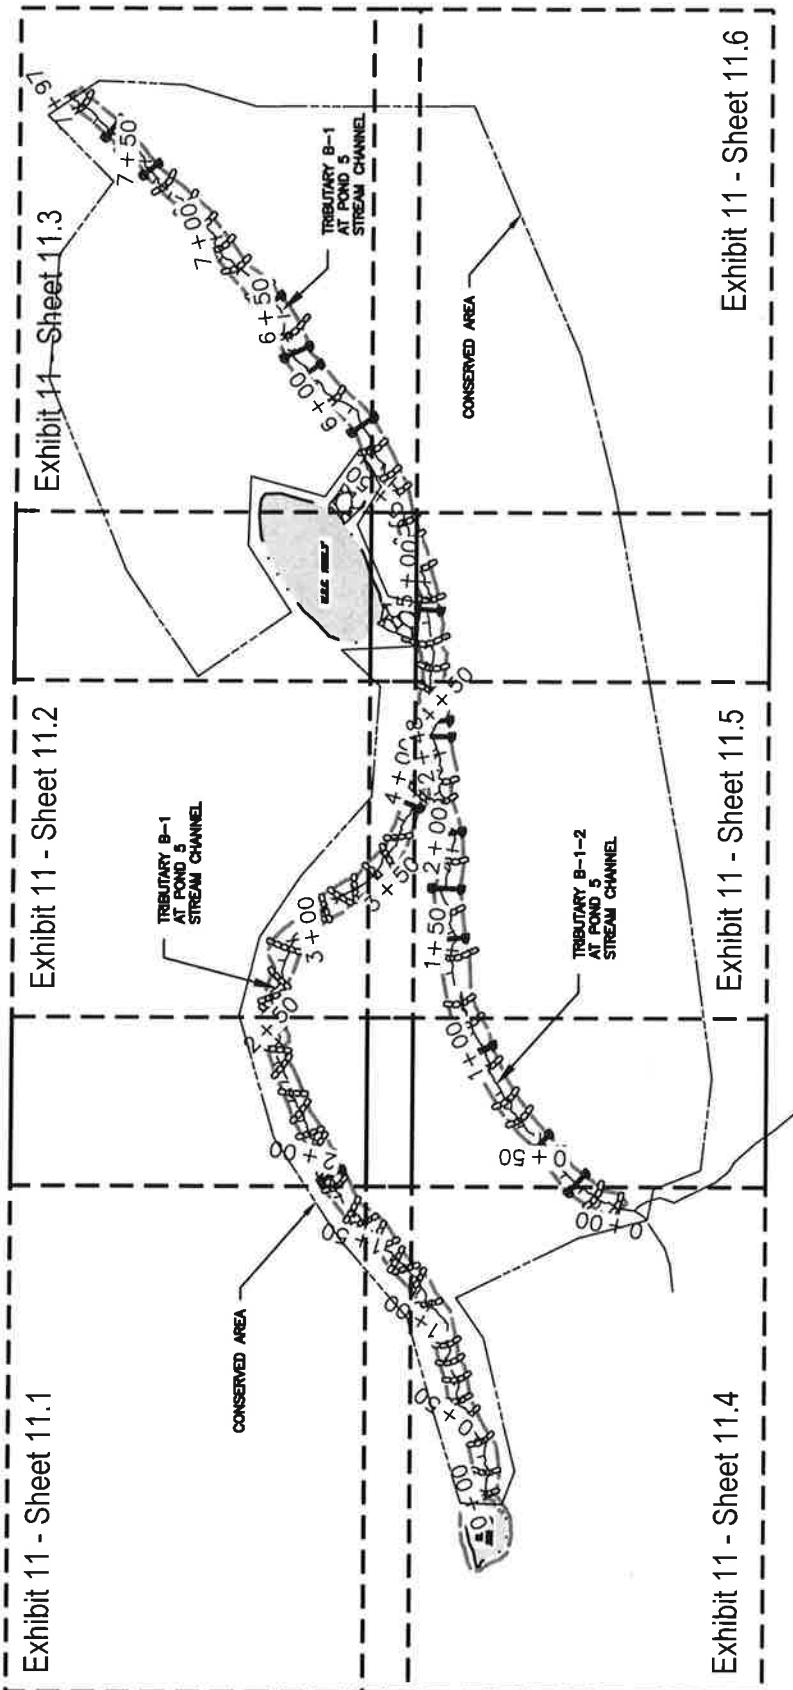 Exhibit 11 - Sheet 11.1
Exhibit 11 - Sheet 11.2
Exhibit 11 - Sheet 11.3
Exhibit 11 - Sheet 11.4
Exhibit 11 - Sheet 11.5
Exhibit 11 - Sheet 11.6
CONSERVED AREA
TRIBUTARY B-1
AT POND 5
STREAM CHANNEL
TRIBUTARY B-1
AT POND 5
STREAM CHANNEL
TRIBUTARY B-1-2
AT POND 5
STREAM CHANNEL
CONSERVED AREA
0+00
0+50
1+00
1+50
2+00
2+50
3+00
3+50
4+00
5+00
6+00
6+50
7+00
7+50
7+97
0+00
0+50
1+00
1+50
2+00